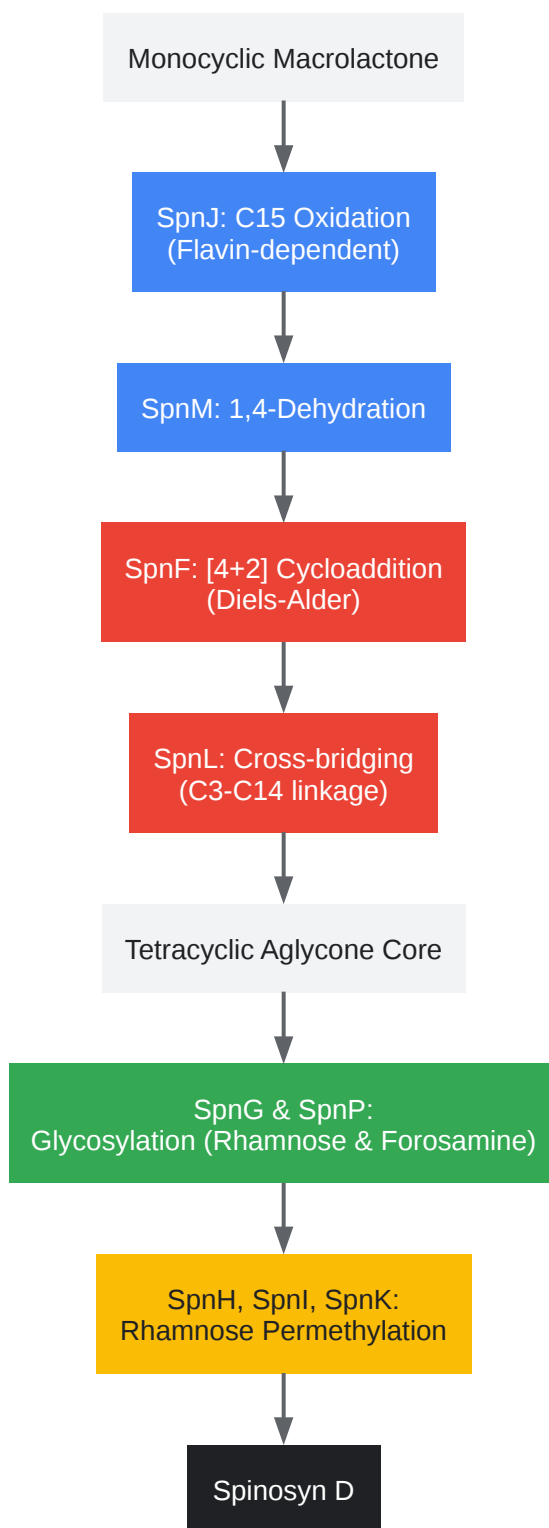 Monocyclic Macrolactone
SpnJ: C15 Oxidation
(Flavin-dependent)
SpnM: 1,4-Dehydration
SpnF: [4+2] Cycloaddition
(Diels-Alder)
SpnL: Cross-bridging
(C3-C14 linkage)
Tetracyclic Aglycone Core
SpnG & SpnP:
Glycosylation (Rhamnose & Forosamine)
SpnH, SpnI, SpnK:
Rhamnose Permethylation
Spinosyn D